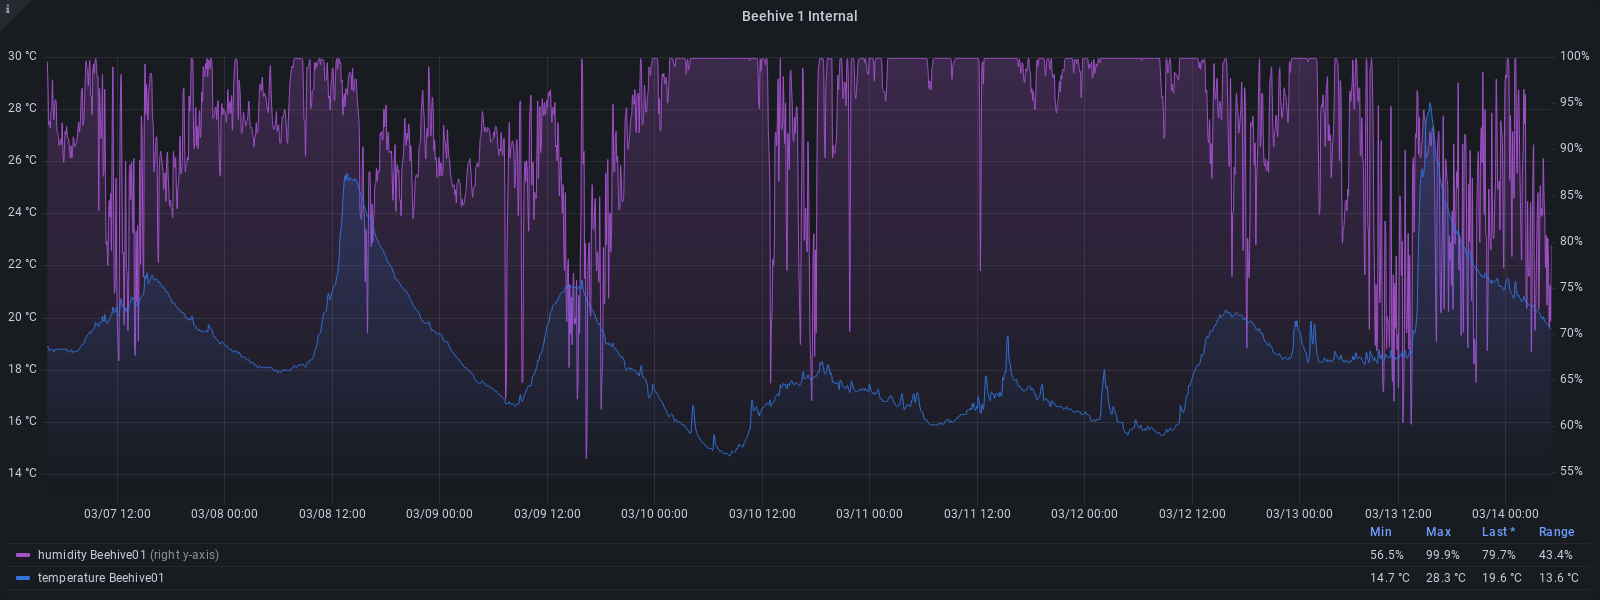 i
Beehive 1 Internal
30 °C
28 °C
26 °C
24 °C
22 °C
20 °C
18 °C
16 °C
14 °C
100%
95%
90%
85%
80%
75%
70%
65%
60%
55%
03/07 12:00 03/08 00:00 03/08 12:00 03/09 00:00 03/09 12:00 03/10 00:00 03/10 12:00 03/11 00:00 03/11 12:00 03/12 00:00 03/12 12:00 03/13 00:00 03/13 12:00 03/14 00:00
Min Max Last * Range
humidity Beehive01 (right y-axis) 56.5% 99.9% 79.7% 43.4%
temperature Beehive01 14.7 °C 28.3 °C 19.6 °C 13.6 °C